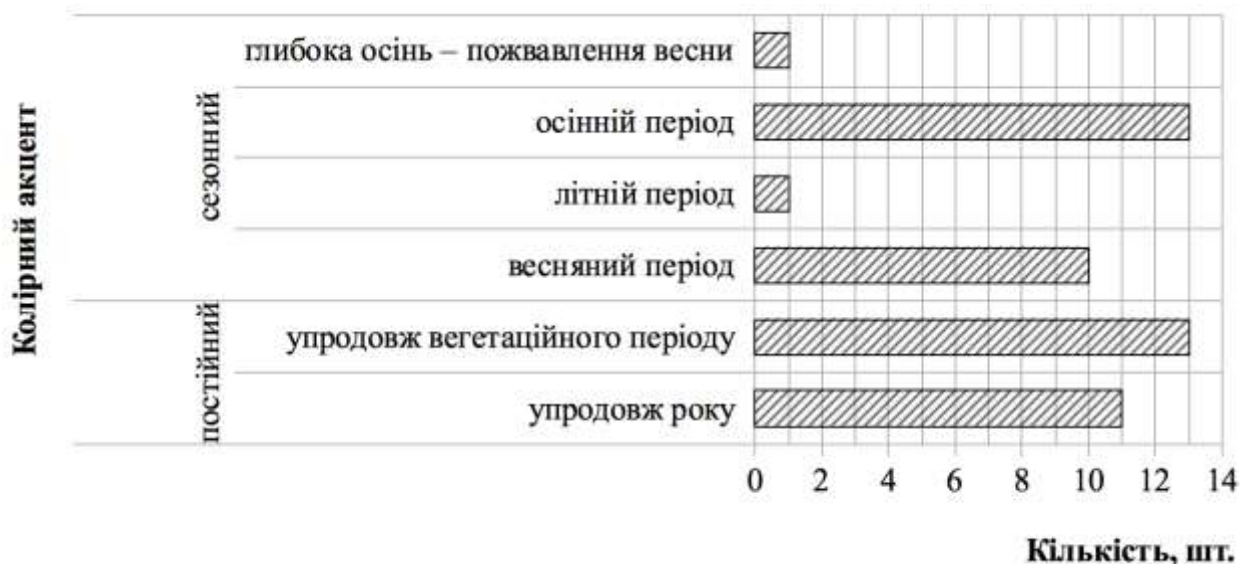 Колірний акцент
сезонний
глибока осінь – пожвавлення весни
осінній період
літній період
весняний період
постійний
упродовж вегетаційного періоду
упродовж року
0 2 4 6 8 10 12 14
Кількість, шт.